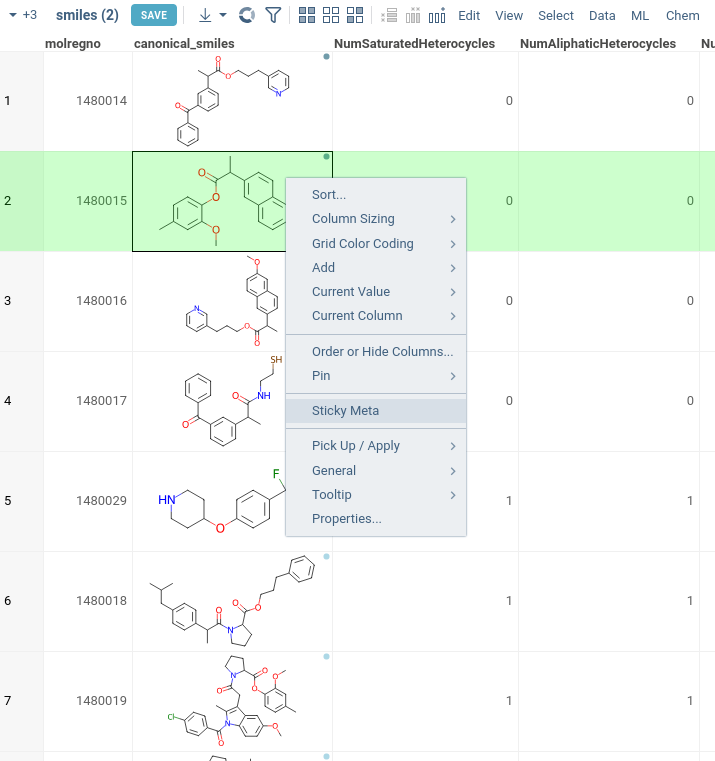 +3 smiles (2) SAVE Edit View Select Data ML Chem
molregno canonical_smiles NumSaturatedHeterocycles NumAliphaticHeterocycles Nu
1 1480014 0 0
O
O
N
O
2 1480015 0 0
O
O
O
Sort...
Column Sizing
Grid Color Coding
Add
Current Value
Current Column
Order or Hide Columns...
Pin
Sticky Meta
Pick Up / Apply
General
Tooltip
Properties...
3 1480016 0 0
O
N
O
O
4 1480017 0 0
SH
O
NH
O
5 1480029 1 1
F
HN
O
6 1480018 1 1
O
O
O
N
7 1480019 1 1
N
O
O
O
O
Cl
N
O
O